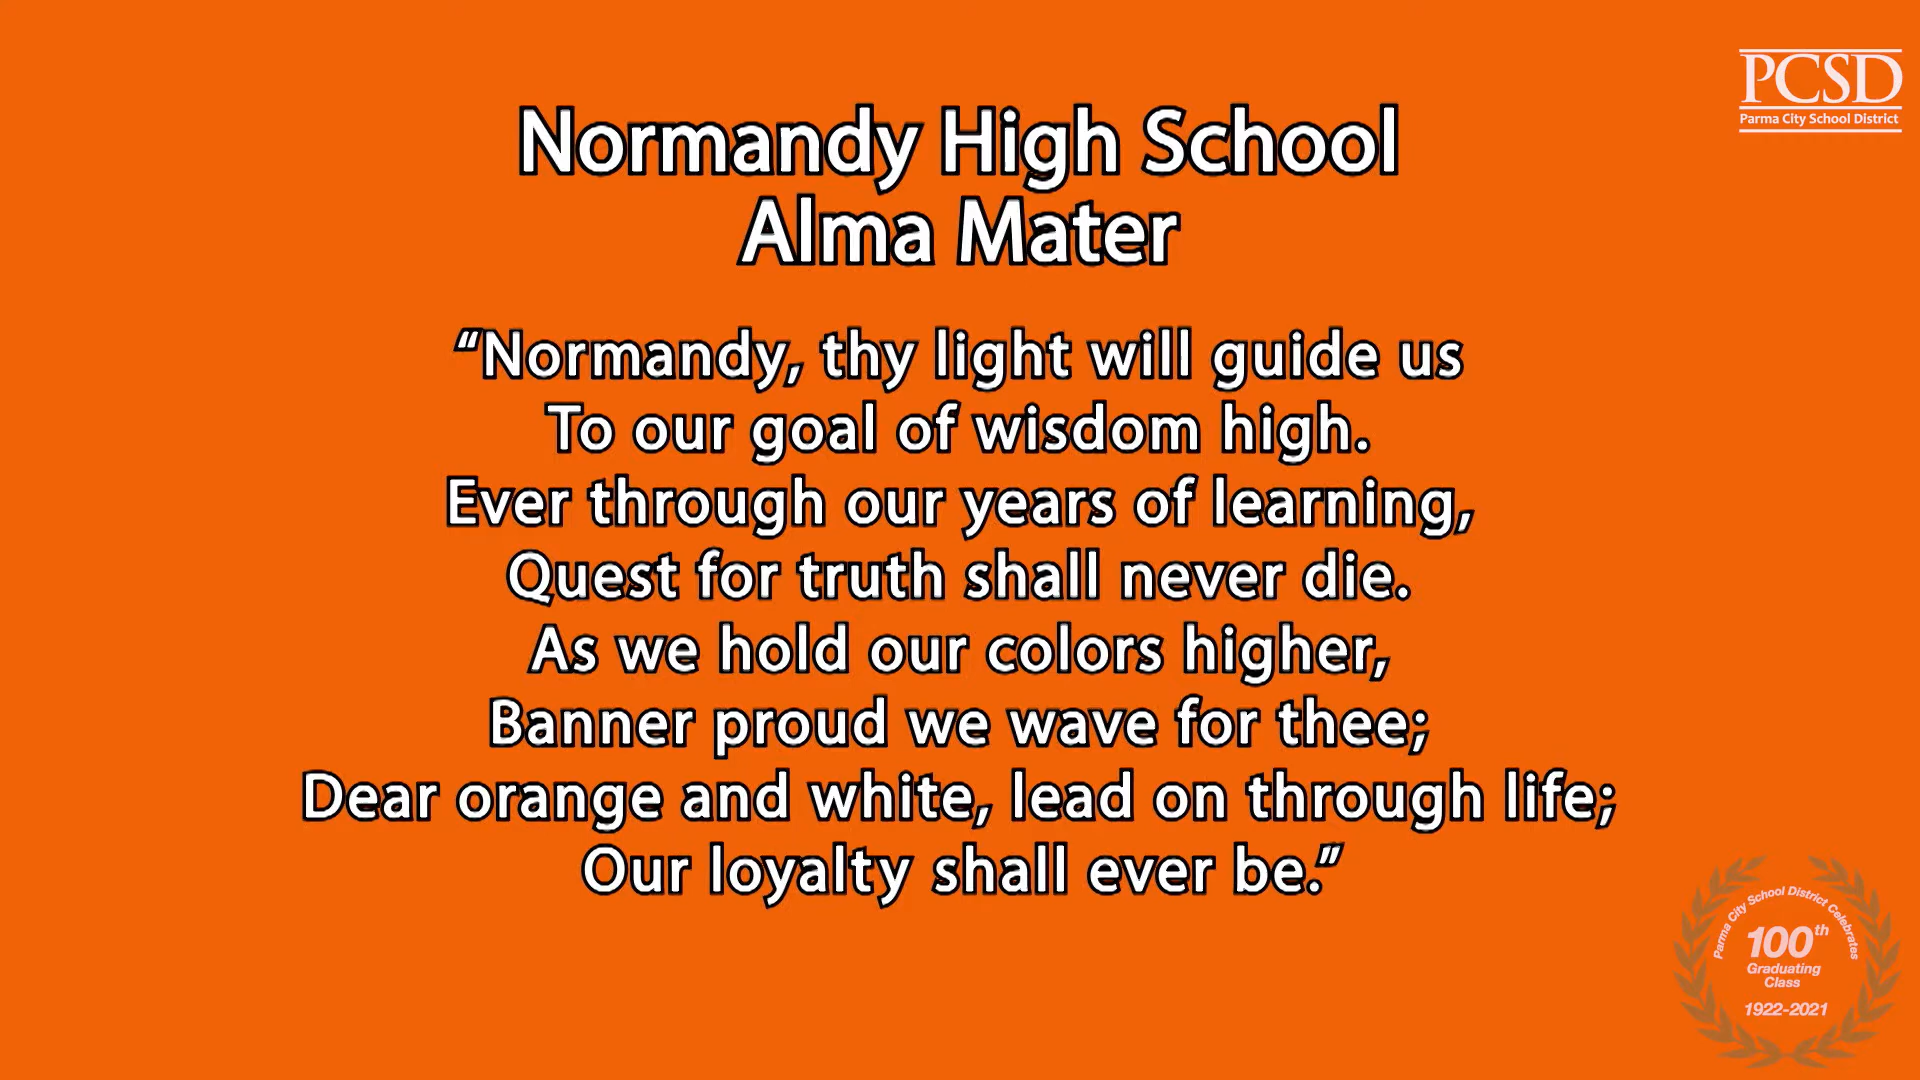 PCSD
Parma City School District
Normandy High School
Alma Mater
“Normandy, thy light will guide us
To our goal of wisdom high.
Ever through our years of learning,
Quest for truth shall never die.
As we hold our colors higher,
Banner proud we wave for thee;
Dear orange and white, lead on through life;
Our loyalty shall ever be.”
Parma City School District Celebrates
100th
Graduating
Class
1922-2021